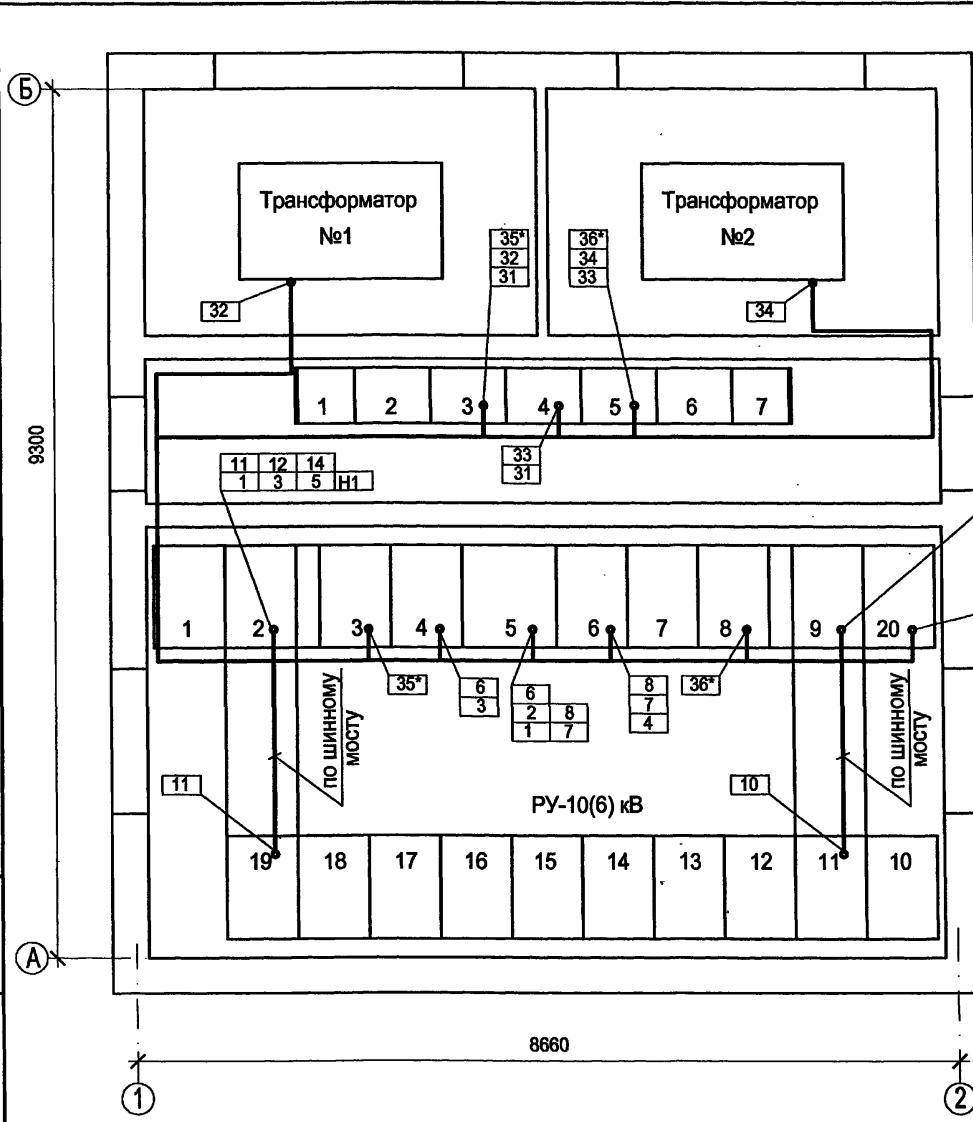 Б
Трансформатор
№1
Трансформатор
№2
35*
32
31
36*
34
33
32
34
1 2 3 4 5 6 7
33
31
9300
11 12 14
1 3 5 Н1
1 2 3 4 5 6 7 8 9 20
35*
6
3
6
2 8
1 7
8
7
4
36*
по шинному
мосту
по шинному
мосту
11
10
РУ-10(6) кВ
19 18 17 16 15 14 13 12 11 10
А
8660
1
2